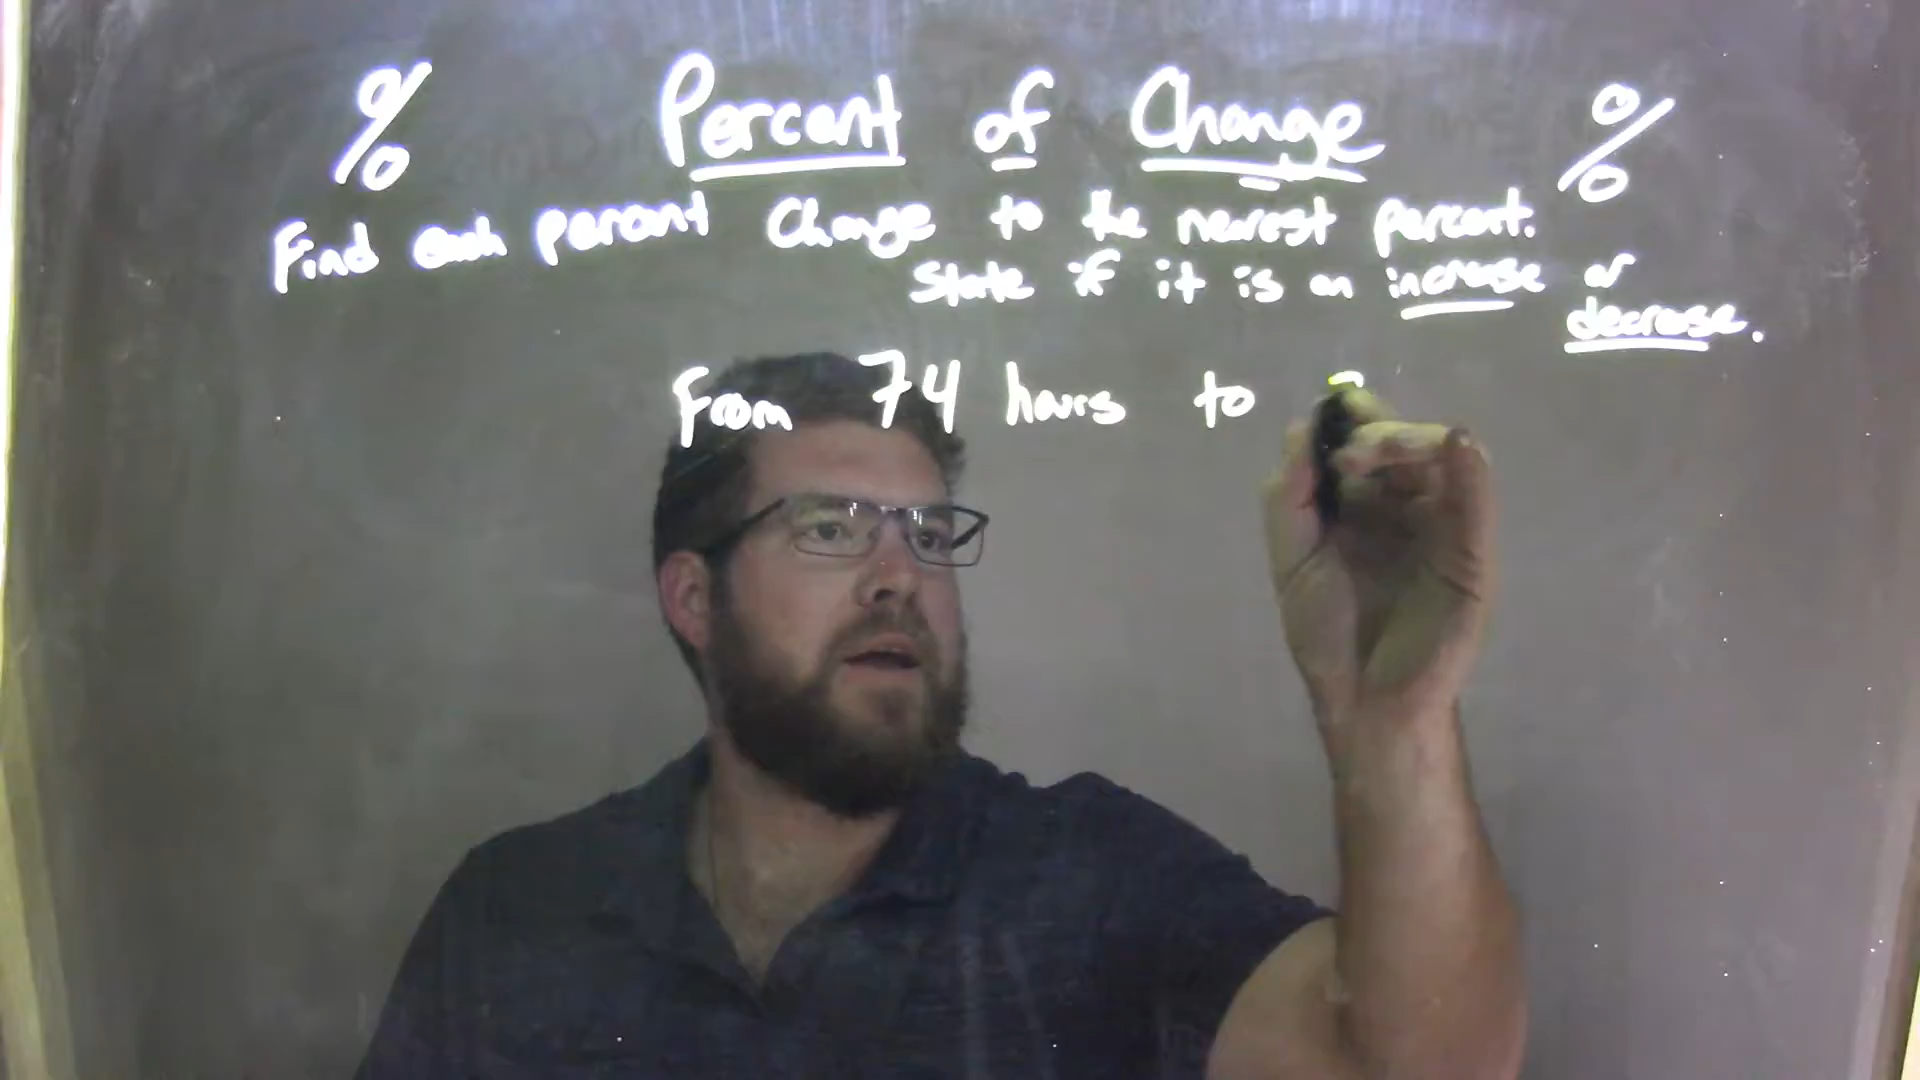 % Percent of Change %
Find each percent Change to the nearest percent.
State if it is an increase or
decrease.
From 74 hours to